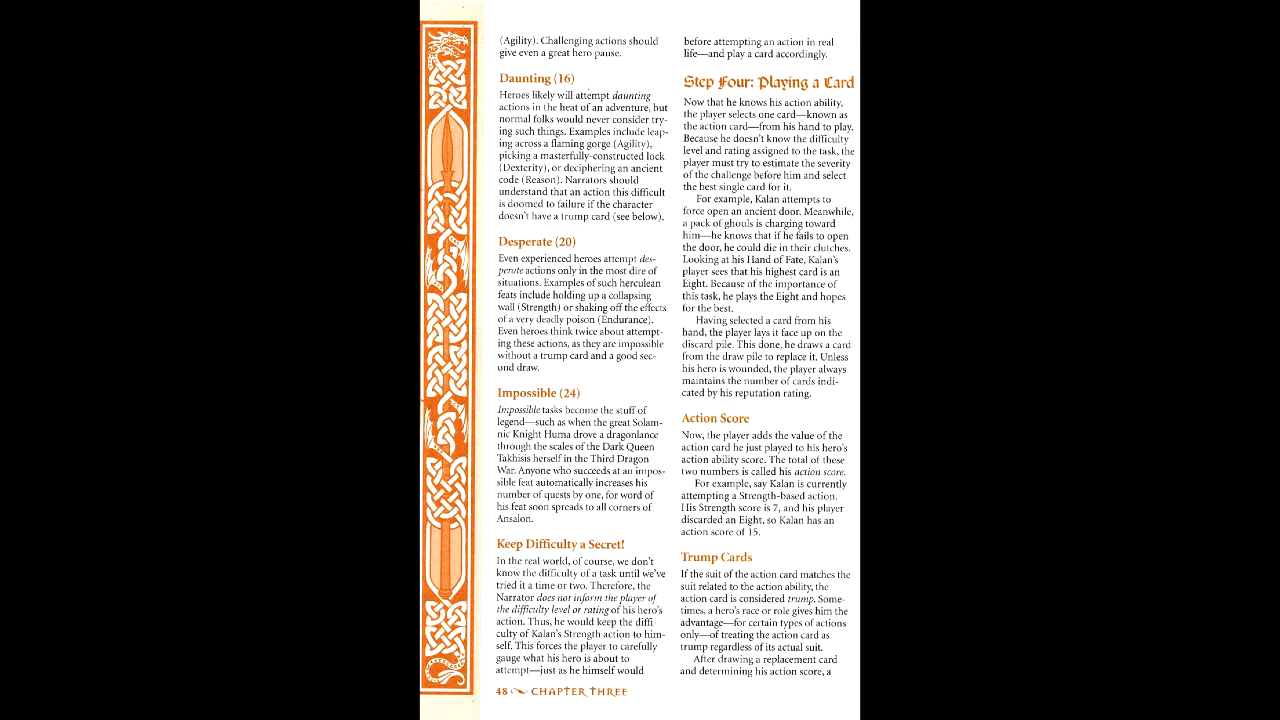 (Agility). Challenging actions should
give even a great hero pause.
Daunting (16)
Heroes likely will attempt daunting
actions in the heat of an adventure, but
normal folks would never consider try-
ing such things. Examples include leap-
ing across a flaming gorge (Agility),
picking a masterfully-constructed lock
(Dexterity), or deciphering an ancient
code (Reason). Narrators should
understand that an action this difficult
is doomed to failure if the character
doesn't have a trump card (see below).
Desperate (20)
Even experienced heroes attempt des-
perate actions only in the most dire of
situations. Examples of such herculean
feats include holding up a collapsing
wall (Strength) or shaking off the effects
of a very deadly poison (Endurance).
Even heroes think twice about attempt-
ing these actions, as they are impossible
without a trump card and a good sec-
ond draw.
Impossible (24)
Impossible tasks become the stuff of
legend—such as when the great Solam-
nic Knight Huma drove a dragonlance
through the scales of the Dark Queen
Takhisis herself in the Third Dragon
War. Anyone who succeeds at an impos-
sible feat automatically increases his
number of quests by one, for word of
his feat soon spreads to all corners of
Ansalon.
Keep Difficulty a Secret!
In the real world, of course, we don't
know the difficulty of a task until we've
tried it a time or two. Therefore, the
Narrator does not inform the player of
the difficulty level or rating of his hero's
action. Thus, he would keep the diffi-
culty of Kalan's Strength action to him-
self. This forces the player to carefully
gauge what his hero is about to
attempt—just as he himself would
before attempting an action in real
life—and play a card accordingly.
Step Four: Playing a Card
Now that he knows his action ability,
the player selects one card—known as
the action card—from his hand to play.
Because he doesn't know the difficulty
level and rating assigned to the task, the
player must try to estimate the severity
of the challenge before him and select
the best single card for it.
For example, Kalan attempts to
force open an ancient door. Meanwhile,
a pack of ghouls is charging toward
him—he knows that if he fails to open
the door, he could die in their clutches.
Looking at his Hand of Fate, Kalan's
player sees that his highest card is an
Eight. Because of the importance of
this task, he plays the Eight and hopes
for the best.
Having selected a card from his
hand, the player lays it face up on the
discard pile. This done, he draws a card
from the draw pile to replace it. Unless
his hero is wounded, the player always
maintains the number of cards indi-
cated by his reputation rating.
Action Score
Now, the player adds the value of the
action card he just played to his hero's
action ability score. The total of these
two numbers is called his action score.
For example, say Kalan is currently
attempting a Strength-based action.
His Strength score is 7, and his player
discarded an Eight, so Kalan has an
action score of 15.
Trump Cards
If the suit of the action card matches the
suit related to the action ability, the
action card is considered trump. Some-
times, a hero's race or role gives him the
advantage—for certain types of actions
only—of treating the action card as
trump regardless of its actual suit.
After drawing a replacement card
and determining his action score, a
48 CHAPTER THREE